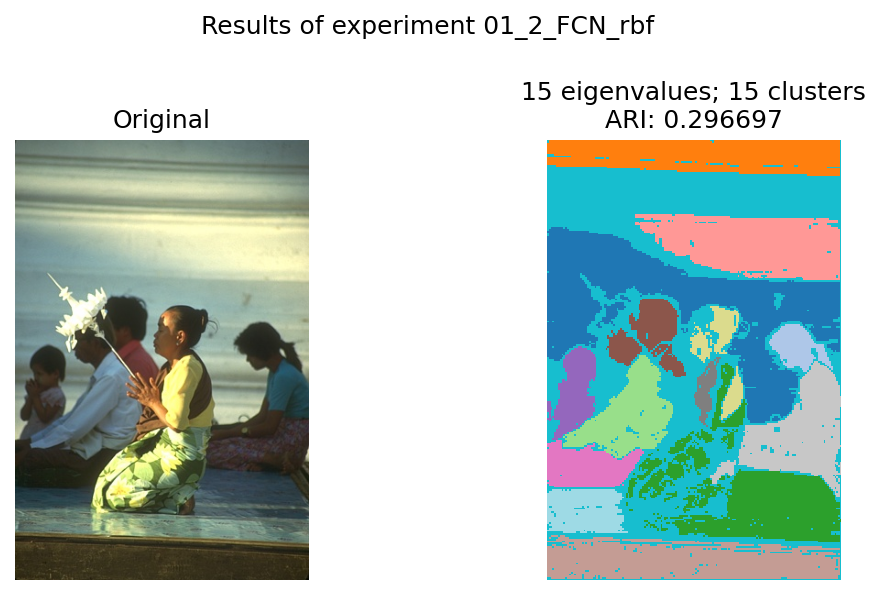 Results of experiment 01_2_FCN_rbf
Original
15 eigenvalues; 15 clusters
ARI: 0.296697